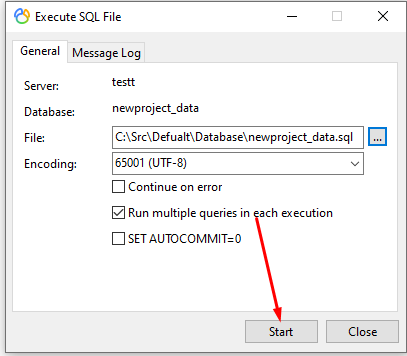 Execute SQL File
General
Message Log
Server: testt
Database: newproject_data
File: C:\Src\Defualt\Database\newproject_data.sql ...
Encoding: 65001 (UTF-8)
Continue on error
Run multiple queries in each execution
SET AUTOCOMMIT=0
Start Close